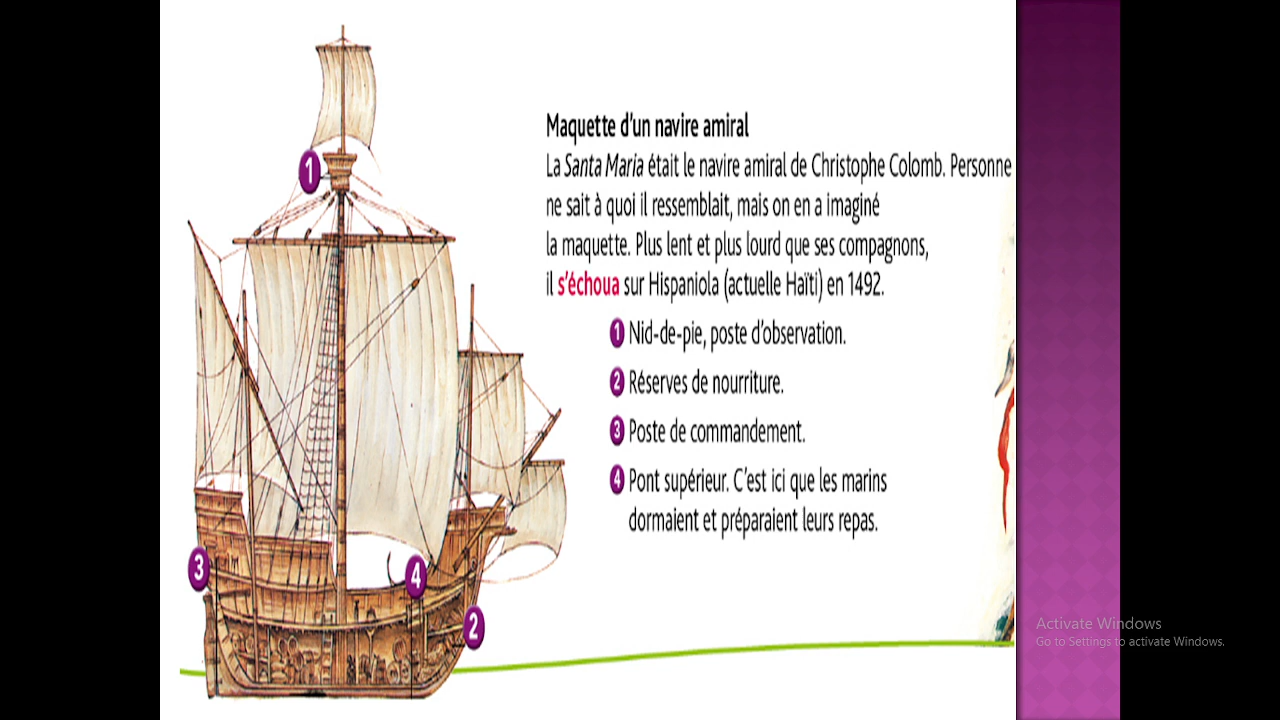 Maquette d'un navire amiral
La Santa Maria était le navire amiral de Christophe Colomb. Personne
ne sait à quoi il ressemblait, mais on en a imaginé
la maquette. Plus lent et plus lourd que ses compagnons,
il s'échoua sur Hispaniola (actuelle Haïti) en 1492.
1 Nid-de-pie, poste d'observation.
2 Réserves de nourriture.
3 Poste de commandement.
4 Pont supérieur. C'est ici que les marins
dormaient et préparaient leurs repas.
1
3
4
2
Activate Windows
Go to Settings to activate Windows.